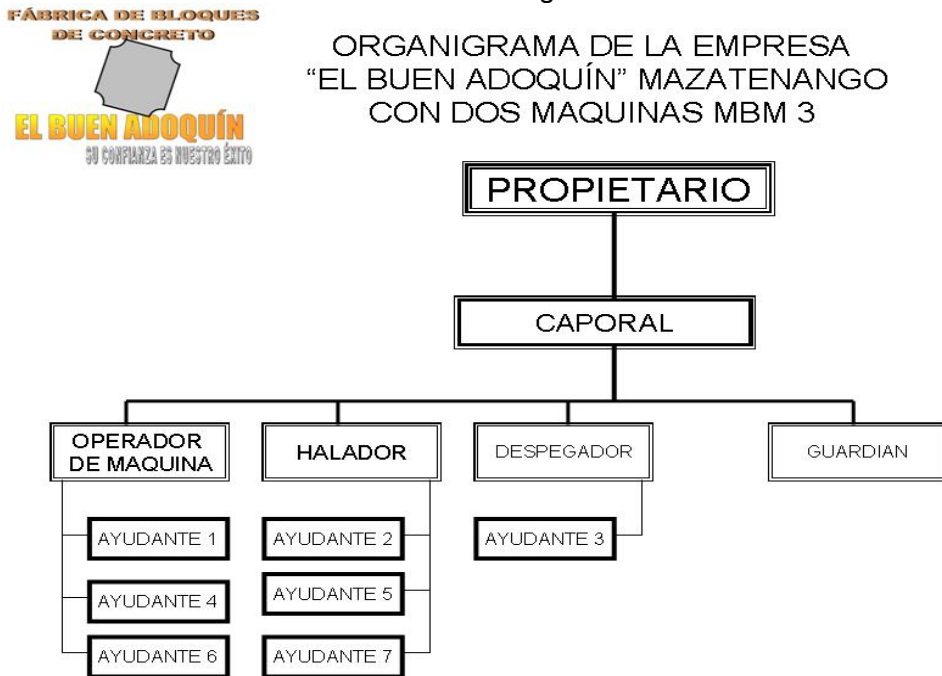 FÁBRICA DE BLOQUES
DE CONCRETO
EL BUEN ADOQUÍN
SU CONFIANZA ES NUESTRO ÉXITO
ORGANIGRAMA DE LA EMPRESA
“EL BUEN ADOQUÍN” MAZATENANGO
CON DOS MAQUINAS MBM 3
PROPIETARIO
CAPORAL
OPERADOR
DE MAQUINA
HALADOR
DESPEGADOR
GUARDIAN
AYUDANTE 1
AYUDANTE 2
AYUDANTE 3
AYUDANTE 4
AYUDANTE 5
AYUDANTE 6
AYUDANTE 7